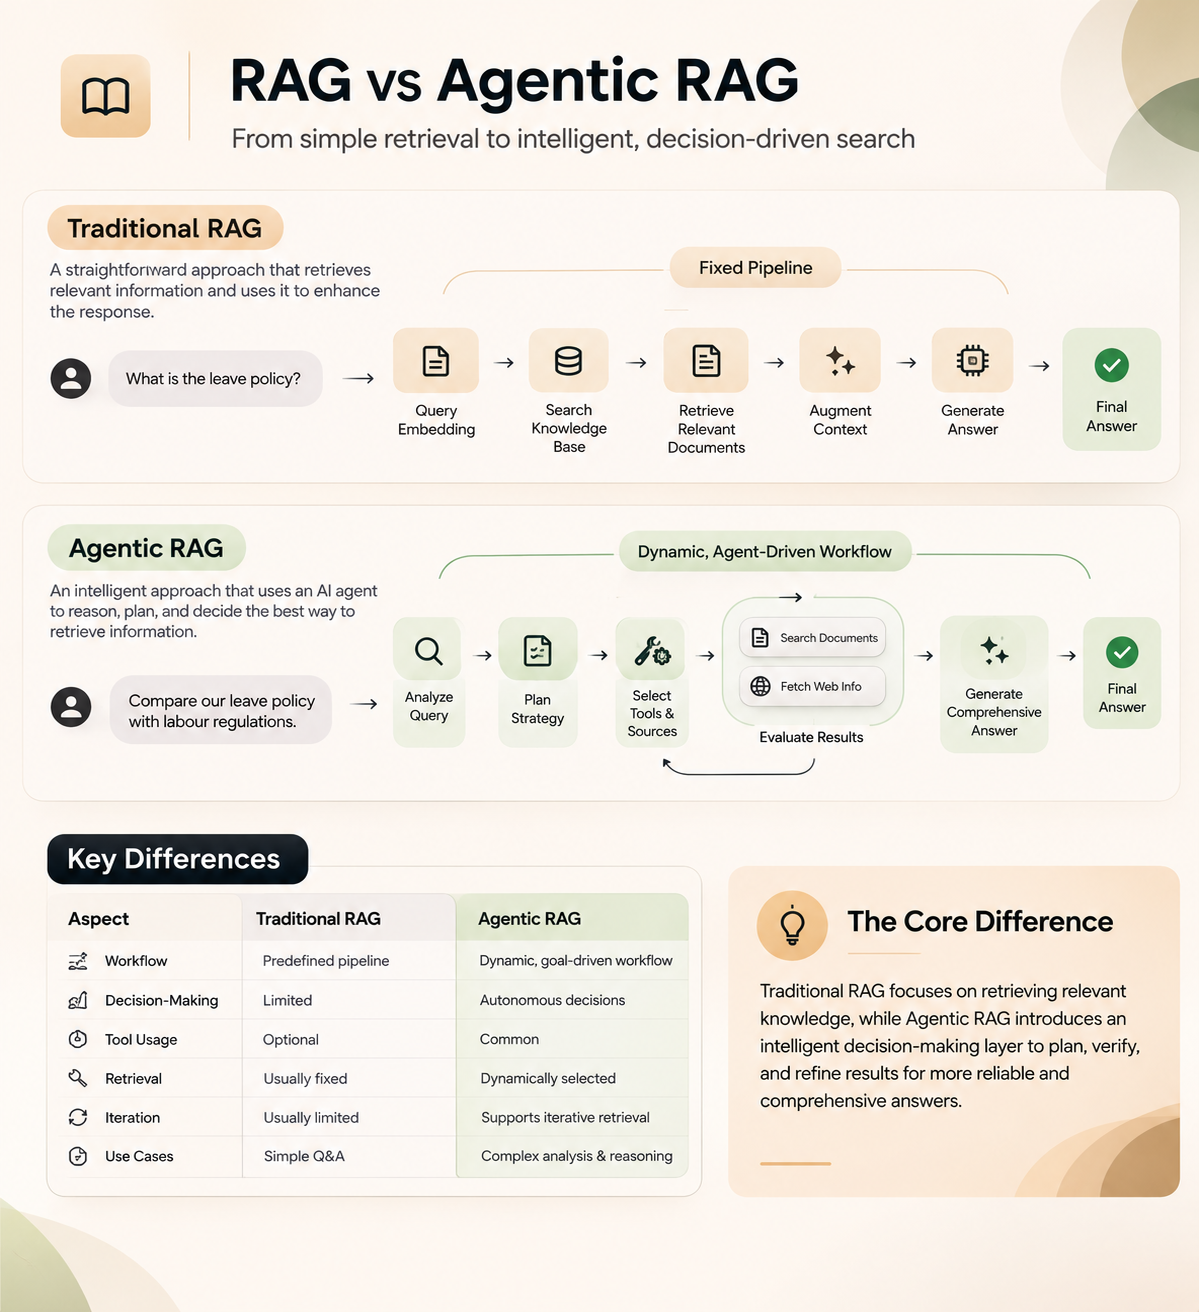 RAG vs Agentic RAG
From simple retrieval to intelligent, decision-driven search
Traditional RAG
A straightforward approach that retrieves
relevant information and uses it to enhance
the response.
Fixed Pipeline
What is the leave policy?
Query
Embedding
Search
Knowledge
Base
Retrieve
Relevant
Documents
Augment
Context
Generate
Answer
Final
Answer
Agentic RAG
An intelligent approach that uses an AI agent
to reason, plan, and decide the best way to
retrieve information.
Dynamic, Agent-Driven Workflow
Compare our leave policy
with labour regulations.
Analyze
Query
Plan
Strategy
Select
Tools &
Sources
Search Documents
Fetch Web Info
Evaluate Results
Generate
Comprehensive
Answer
Final
Answer
Key Differences
Aspect Traditional RAG Agentic RAG
Workflow Predefined pipeline Dynamic, goal-driven workflow
Decision-Making Limited Autonomous decisions
Tool Usage Optional Common
Retrieval Usually fixed Dynamically selected
Iteration Usually limited Supports iterative retrieval
Use Cases Simple Q&A Complex analysis & reasoning
The Core Difference
Traditional RAG focuses on retrieving relevant
knowledge, while Agentic RAG introduces an
intelligent decision-making layer to plan, verify,
and refine results for more reliable and
comprehensive answers.